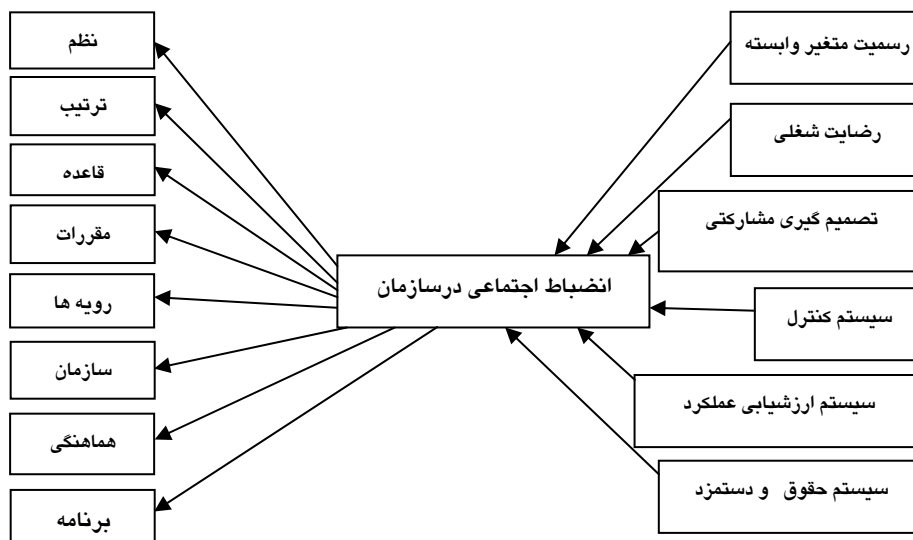 رسمیت متغیر وابسته
رضایت شغلی
تصمیم گیری مشارکتی
سیستم کنترل
سیستم ارزشیابی عملکرد
سیستم حقوق و دستمزد
انضباط اجتماعی درسازمان
نظم
ترتیب
قاعده
مقررات
رویه ها
سازمان
هماهنگی
برنامه